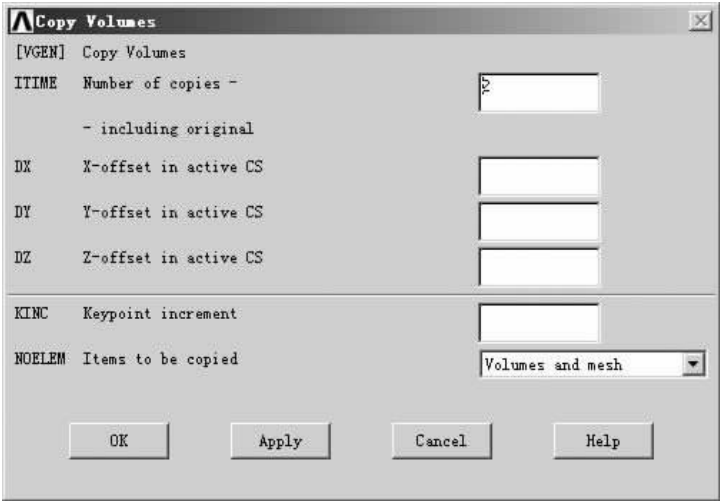 Copy Volumes
[VGEN] Copy Volumes
ITIME Number of copies -
- including original
DX X-offset in active CS
DY Y-offset in active CS
DZ Z-offset in active CS
KINC Keypoint increment
NOELEM Items to be copied Volumes and mesh
OK Apply Cancel Help